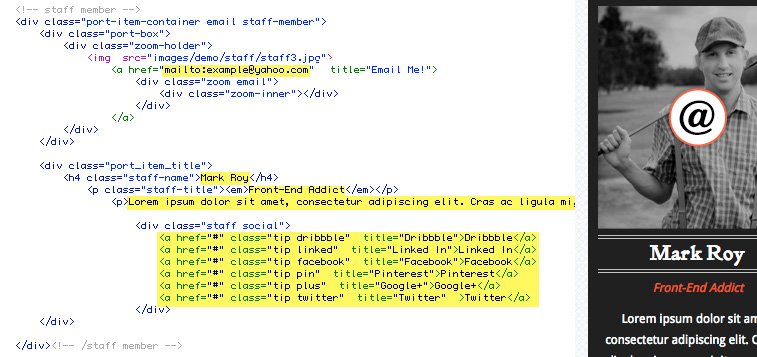 <!-- staff member -->
<div class="port-item-container email staff-member">
<div class="port-box">
<div class="zoom-holder">
<img  src="images/demo/staff/staff3.jpg">
<a href="mailto:example@yahoo.com"   title="Email Me!">
<div class="zoom email">
<div class="zoom-inner"></div>
</div>
</a>
</div>
</div>
<div class="port_item_title">
<h4 class="staff-name">Mark Roy</h4>
<p class="staff-title"><em>Front-End Addict</em></p>
<p>Lorem ipsum dolor sit amet, consectetur adipiscing elit. Cras ac ligula mi,
<div class="staff social">
<a href="#" class="tip dribbble"  title="Dribbble">Dribbble</a>
<a href="#" class="tip linked"  title="Linked In">Linked In</a>
<a href="#" class="tip facebook"  title="Facebook">Facebook</a>
<a href="#" class="tip pin"  title="Pinterest">Pinterest</a>
<a href="#" class="tip plus"  title="Google+">Google+</a>
<a href="#" class="tip twitter"  title="Twitter"  >Twitter</a>
</div>
</div>
</div><!-- /staff member -->
@
Mark Roy
Front-End Addict
Lorem ipsum dolor sit am
consectetur adipiscing elit. C